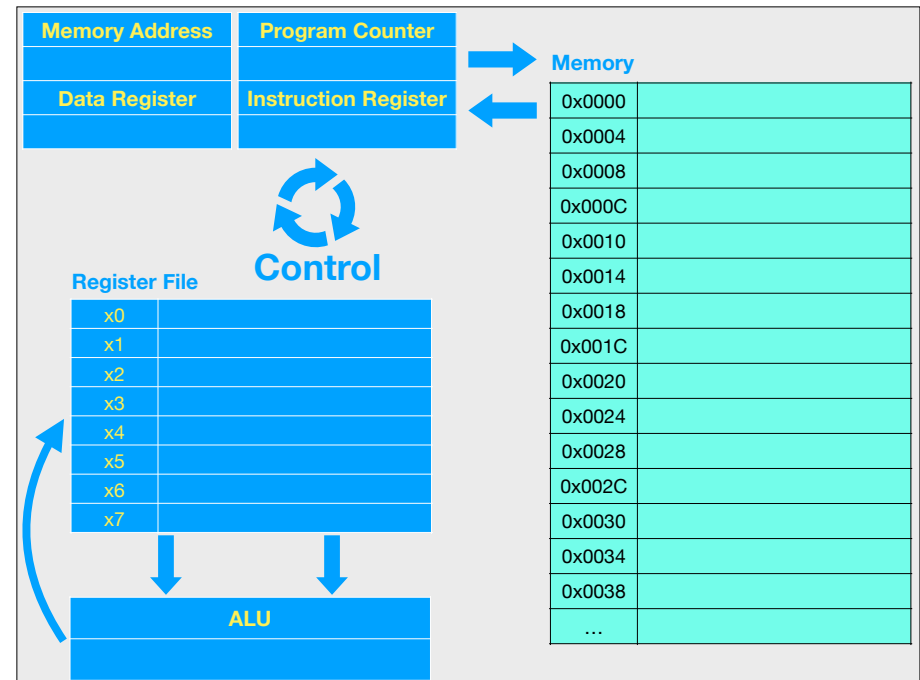 Memory Address Program Counter
Data Register Instruction Register
Control
Register File
x0
x1
x2
x3
x4
x5
x6
x7
ALU
Memory
0x0000
0x0004
0x0008
0x000C
0x0010
0x0014
0x0018
0x001C
0x0020
0x0024
0x0028
0x002C
0x0030
0x0034
0x0038
…